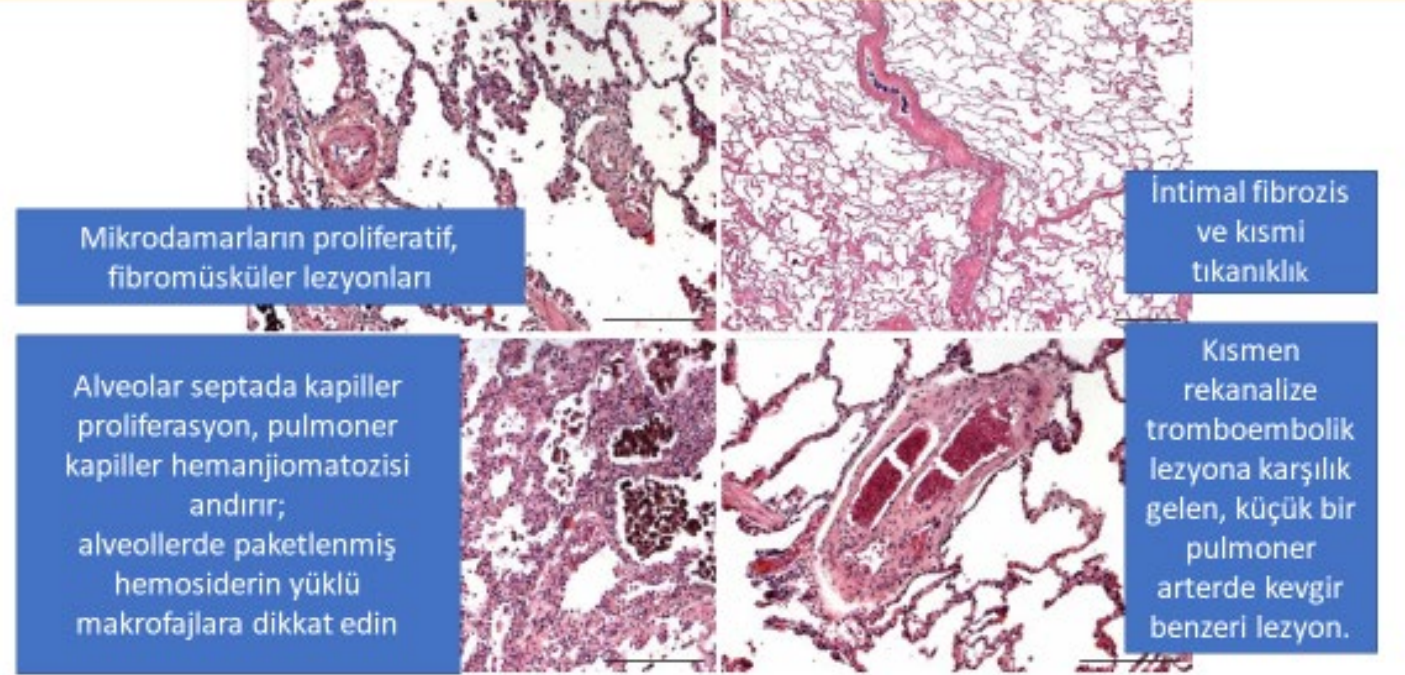 Mikrodamarların proliferatif,
fibromüsküler lezyonları
İntimal fibrozis
ve kısmi
tıkanıklık
Alveolar septada kapiller
proliferasyon, pulmoner
kapiller hemanjiomatozisi
andırır;
alveollerde paketlenmiş
hemosiderin yüklü
makrofajlara dikkat edin
Kısmen
rekanalize
tromboembolik
lezyona karşılık
gelen, küçük bir
pulmoner
arterde kevgir
benzeri lezyon.